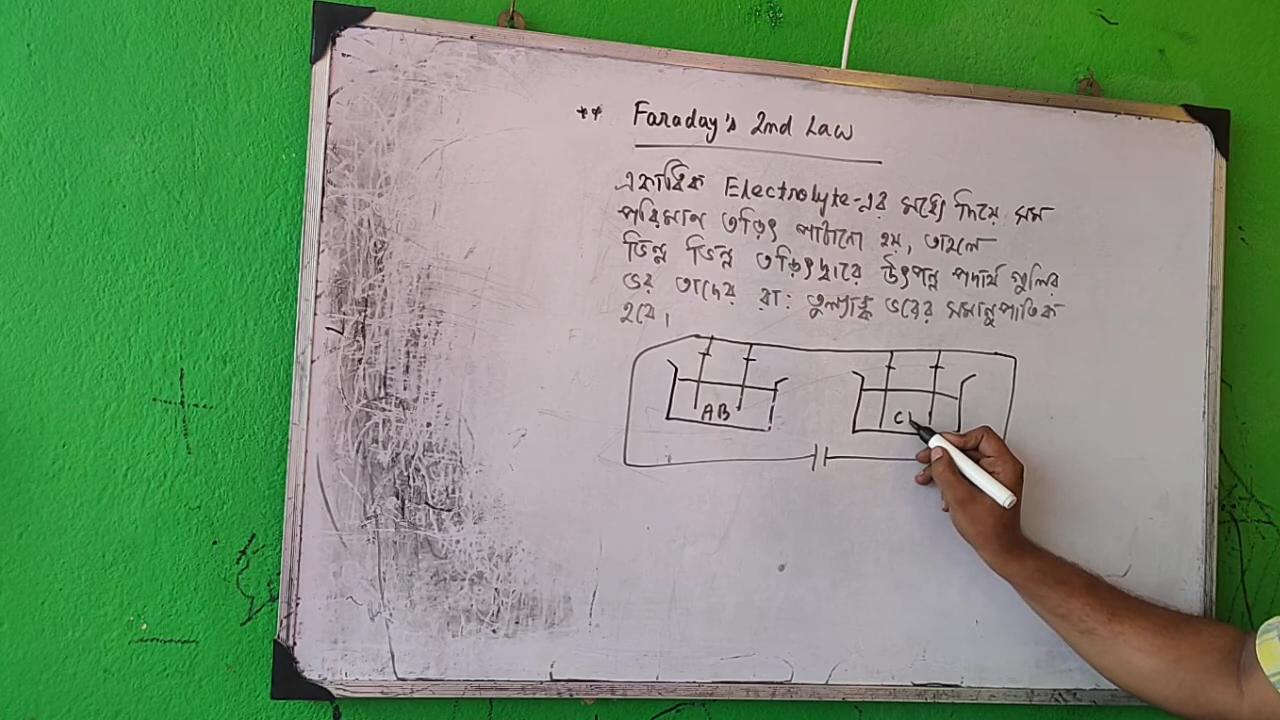 ** Faraday's 2nd Law
একাধিক Electrolyte-এর মধ্যে দিয়ে সম
পরিমান তড়িৎ পাঠানো হয়, তাহলে
ভিন্ন ভিন্ন তড়িৎদ্বারে উৎপন্ন পদার্থ গুলির
ভর তাদের রা: তুল্যাঙ্ক ভরের সমানুপাতিক
হবে।
AB C